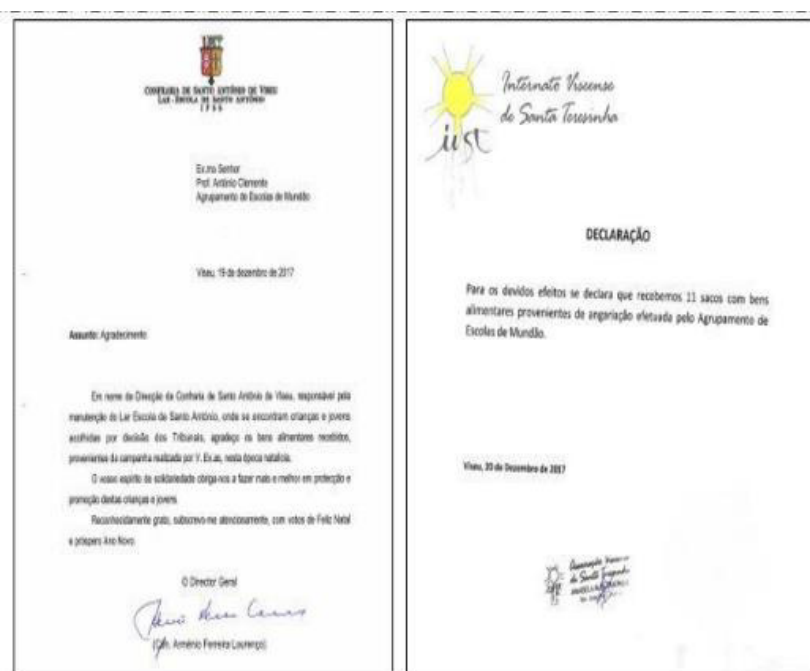 CONFRARIA DE SANTO ANTÓNIO DE VISEU
LAR - ESCOLA DE SANTO ANTÓNIO
I P S S
Ex.mo Senhor
Prof. António Clemente
Agrupamento de Escolas de Mundão
Viseu, 19 de dezembro de 2017
Assunto: Agradecimento
Em nome da Direcção da Confraria de Santo António de Viseu, responsável pela
manutenção do Lar Escola de Santo António, onde se encontram crianças e jovens
acolhidas por decisão dos Tribunais, agradeço os bens alimentares recebidos,
provenientes da campanha realizada por V. Ex.as, nesta época natalícia.
O vosso espírito de solidariedade obriga-nos a fazer mais e melhor em protecção e
promoção destas crianças e jovens.
Reconhecidamente grato, subscrevo-me atenciosamente, com votos de Feliz Natal
e próspero Ano Novo.
O Director Geral
(Cón. Arménio Ferreira Lourenço)
Internato Viseense
de Santa Teresinha
ivst
DECLARAÇÃO
Para os devidos efeitos se declara que recebemos 11 sacos com bens
alimentares provenientes de angariação efetuada pelo Agrupamento de
Escolas de Mundão.
Viseu, 20 de Dezembro de 2017